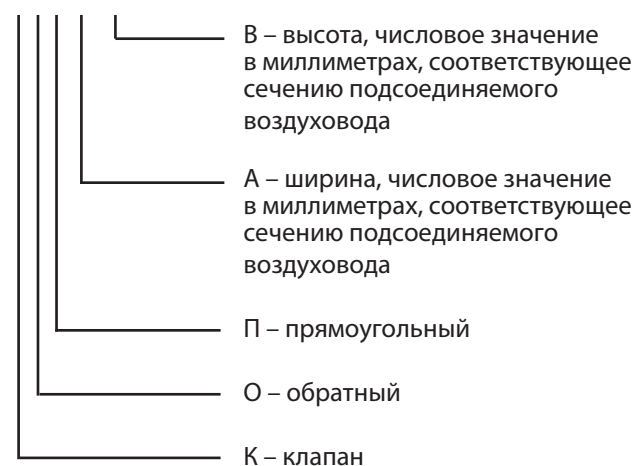 В – высота, числовое значение
в миллиметрах, соответствующее
сечению подсоединяемого
воздуховода
А – ширина, числовое значение
в миллиметрах, соответствующее
сечению подсоединяемого
воздуховода
П – прямоугольный
О – обратный
К – клапан